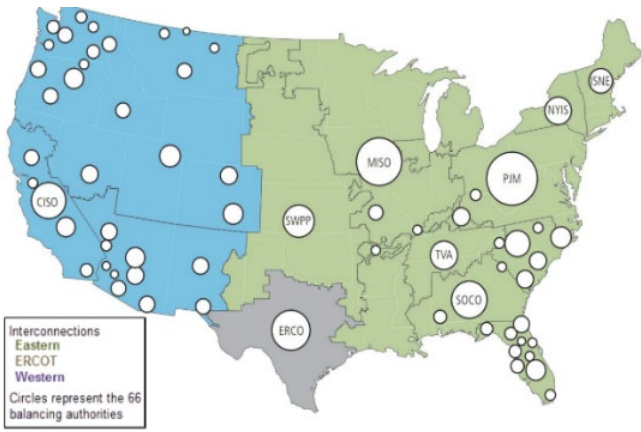 ISNE
NYIS
MISO
PJM
CISO
SWPP
TVA
SOCO
ERCO
Interconnections
Eastern
ERCOT
Western
Circles represent the 66
balancing authorities